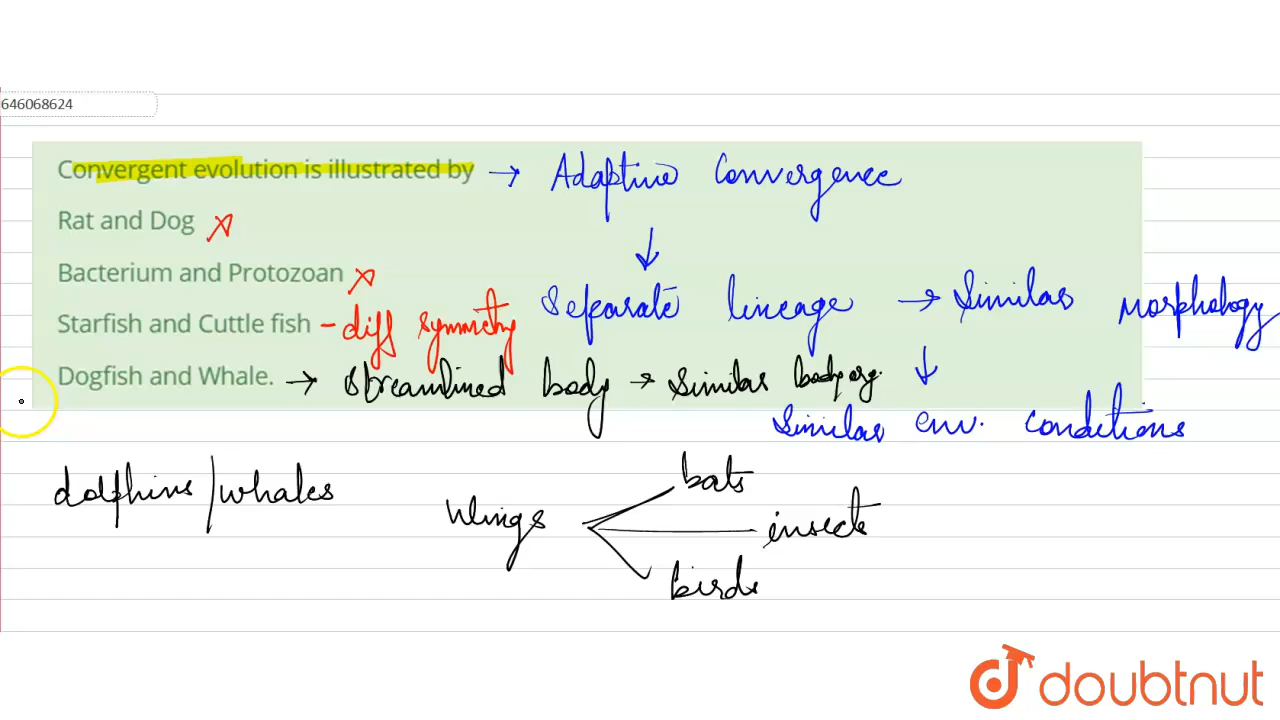 646068624
Convergent evolution is illustrated by → Adaptive Convergence
Rat and Dog
Bacterium and Protozoan
Separate lineage → Similar morphology
Starfish and Cuttle fish - diff symmetry
Dogfish and Whale. → Streamlined body → Similar body org.
Similar env. conditions
dolphins / whales
Wings
bats
insects
birds
doubtnut